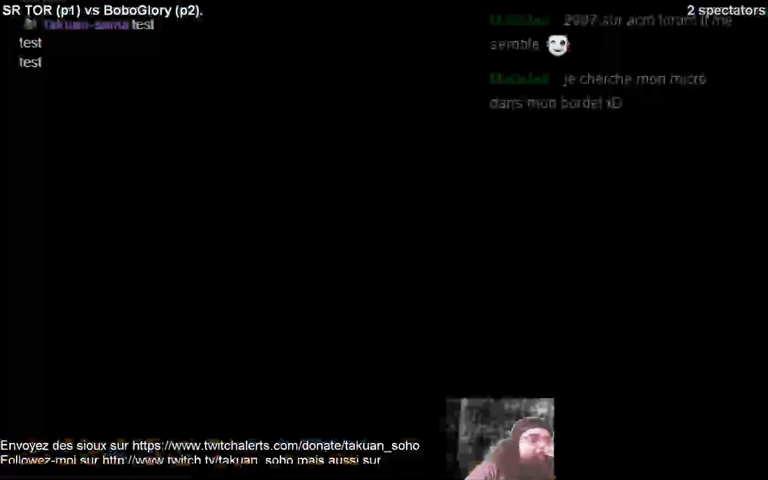 SR TOR (p1) vs BoboGlory (p2).
2 spectators
Takuan-sama test
test
test
2007 sur acm forum il me
semble
je cherche mon micro
dans mon bordel xD
Envoyez des sioux sur https://www.twitchalerts.com/donate/takuan_soho
Followez-moi sur http://www.twitch.tv/takuan_soho mais aussi sur